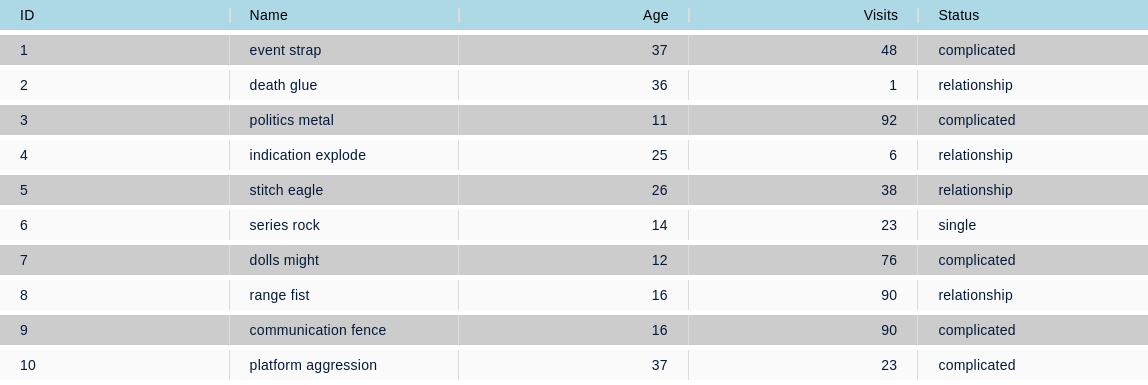 ID Name Age Visits Status
1 event strap 37 48 complicated
2 death glue 36 1 relationship
3 politics metal 11 92 complicated
4 indication explode 25 6 relationship
5 stitch eagle 26 38 relationship
6 series rock 14 23 single
7 dolls might 12 76 complicated
8 range fist 16 90 relationship
9 communication fence 16 90 complicated
10 platform aggression 37 23 complicated